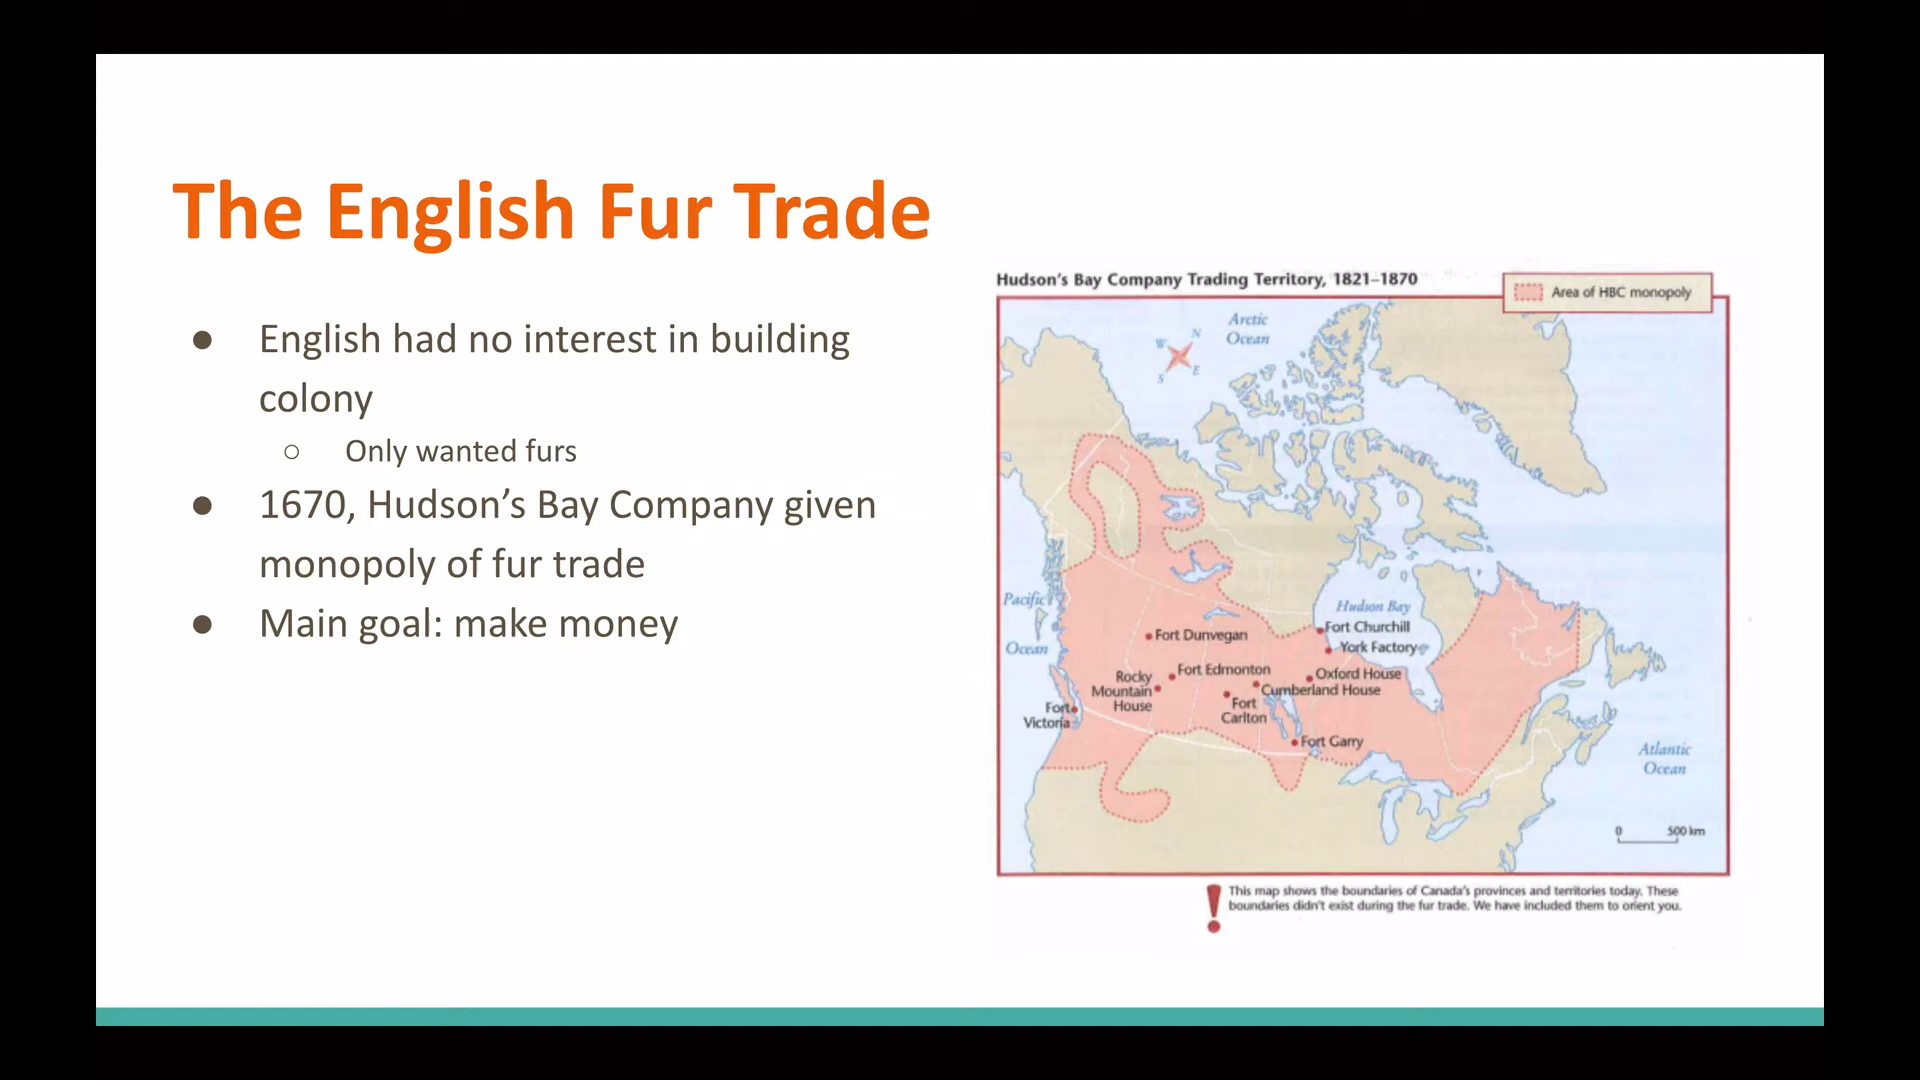 The English Fur Trade
● English had no interest in building
colony
○ Only wanted furs
● 1670, Hudson’s Bay Company given
monopoly of fur trade
● Main goal: make money
Hudson's Bay Company Trading Territory, 1821–1870
Area of HBC monopoly
Arctic
Ocean
N
W
E
S
Pacific
Ocean
Hudson Bay
Fort Churchill
York Factory
Fort Dunvegan
Fort Edmonton
Oxford House
Rocky
Mountain
House
Cumberland House
Fort
Carlton
Fort
Victoria
Fort Garry
Atlantic
Ocean
0 500 km
This map shows the boundaries of Canada's provinces and territories today. These
boundaries didn't exist during the fur trade. We have included them to orient you.